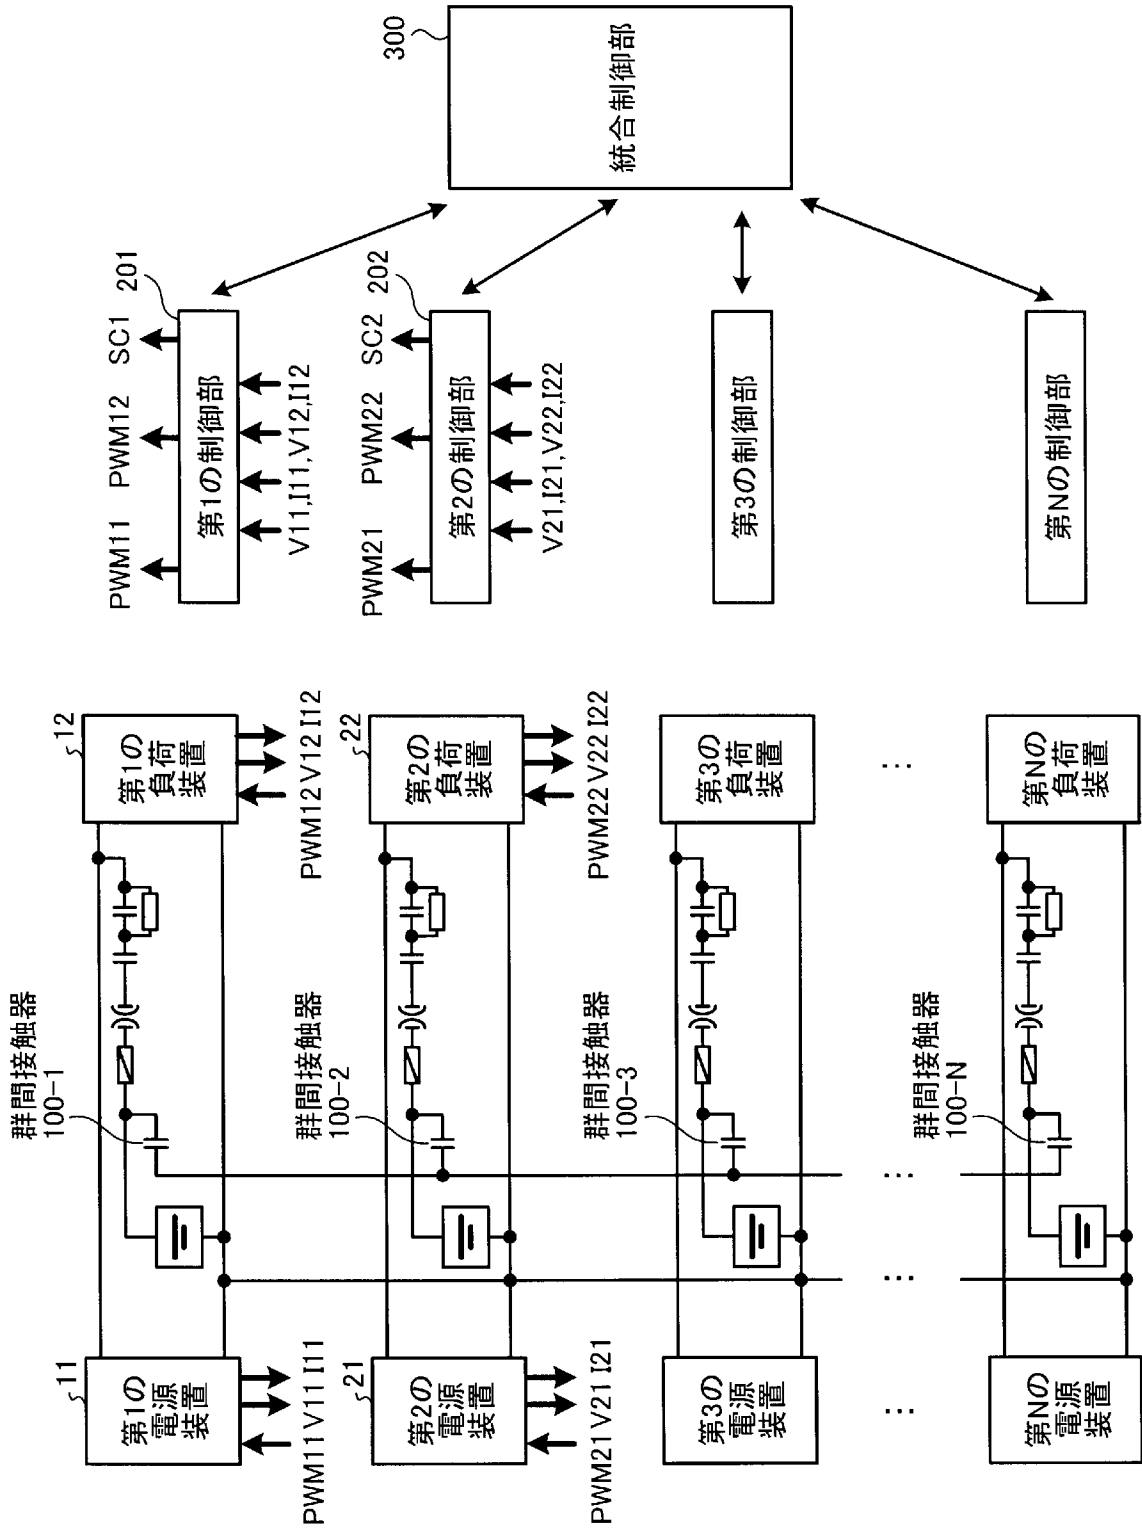 11
第1の
電源
装置
PWM11 V11 I11
群間接触器
100-1
12
第1の
負荷
装置
PWM12 V12 I12
PWM11
PWM12
SC1
201
第1の制御部
V11,I11,V12,I12
21
第2の
電源
装置
PWM21 V21 I21
群間接触器
100-2
22
第2の
負荷
装置
PWM22 V22 I22
PWM21
PWM22
SC2
202
第2の制御部
V21,I21,V22,I22
300
統合制御部
第3の
電源
装置
群間接触器
100-3
第3の
負荷
装置
第3の制御部
...
...
...
...
第Nの
電源
装置
群間接触器
100-N
第Nの
負荷
装置
第Nの制御部